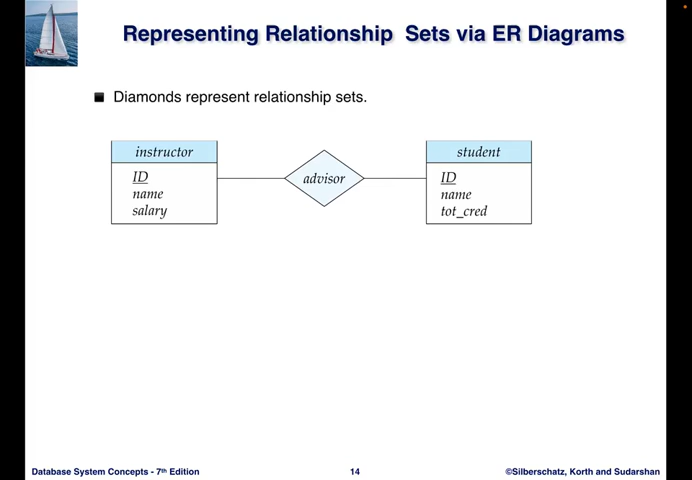 Representing Relationship Sets via ER Diagrams
Diamonds represent relationship sets.
instructor
ID
name
salary
advisor
student
ID
name
tot_cred
Database System Concepts - 7th Edition
14
©Silberschatz, Korth and Sudarshan